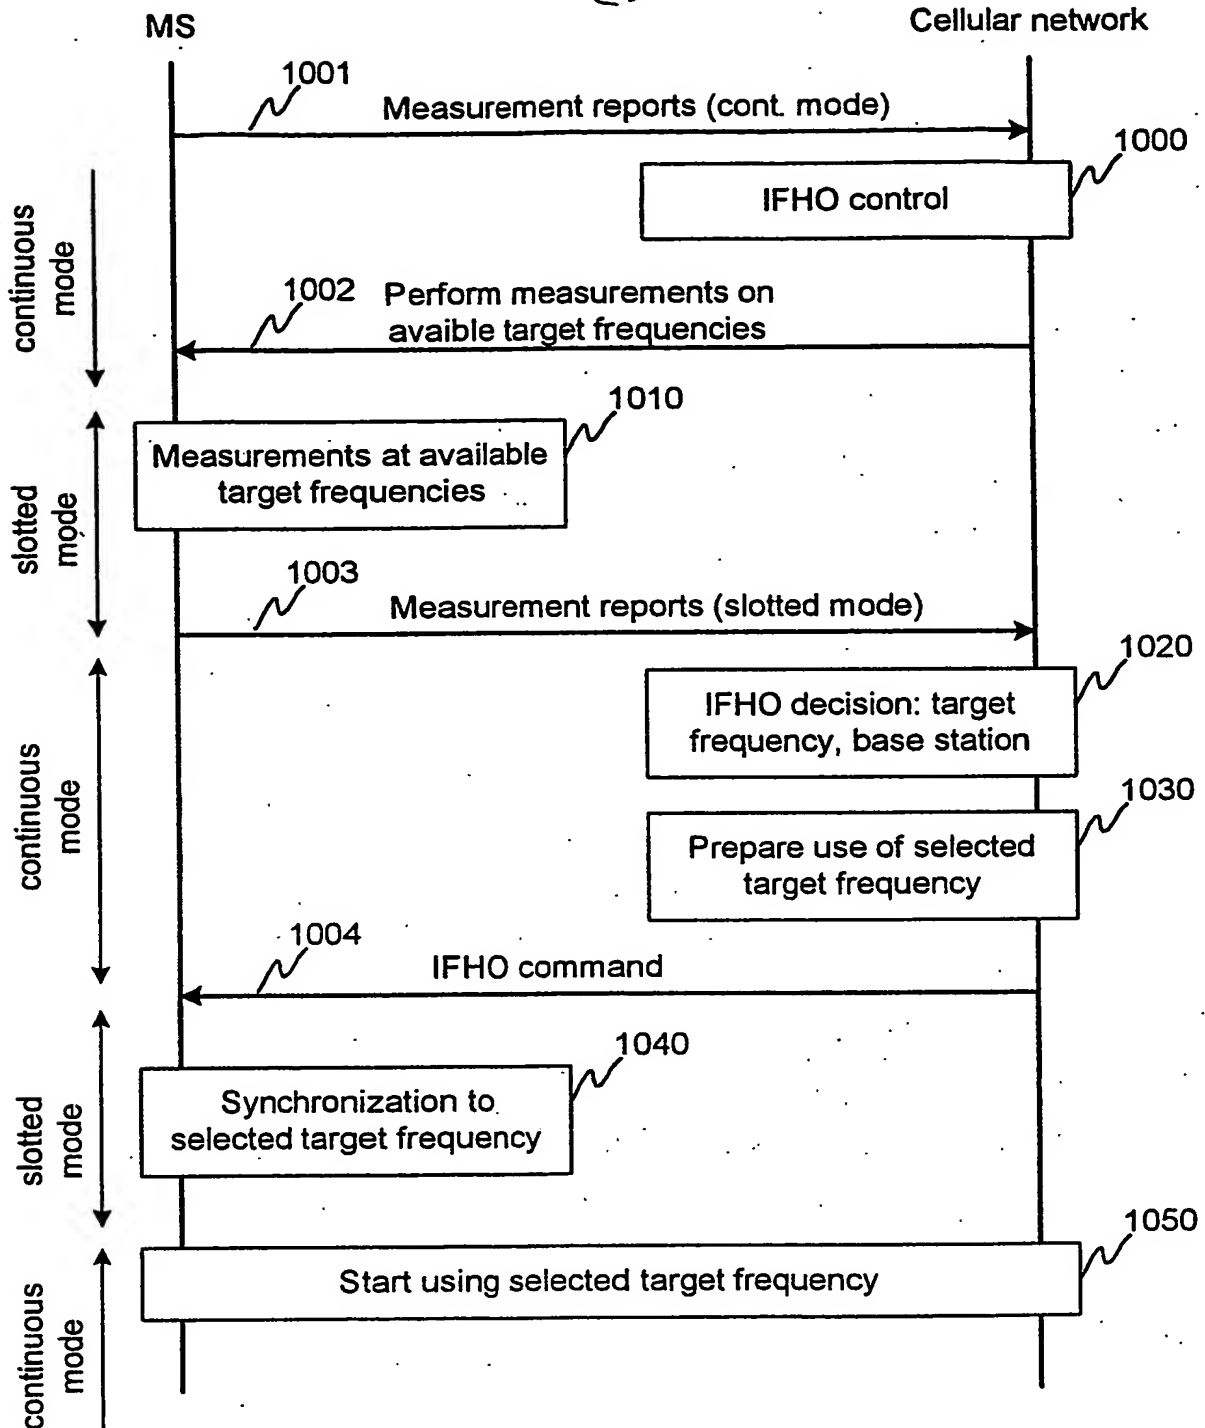 MS
Cellular network
1001
Measurement reports (cont. mode)
1000
IFHO control
continuous
mode
1002
Perform measurements on
avaible target frequencies
1010
Measurements at available
target frequencies
slotted
mode
1003
Measurement reports (slotted mode)
1020
IFHO decision: target
frequency, base station
continuous
mode
1030
Prepare use of selected
target frequency
1004
IFHO command
1040
Synchronization to
selected target frequency
slotted
mode
1050
Start using selected target frequency
continuous
mode